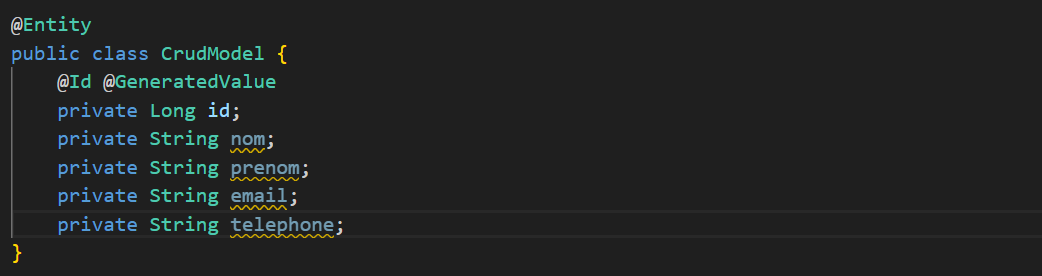 @Entity
public class CrudModel {
    @Id @GeneratedValue
    private Long id;
    private String nom;
    private String prenom;
    private String email;
    private String telephone;
}